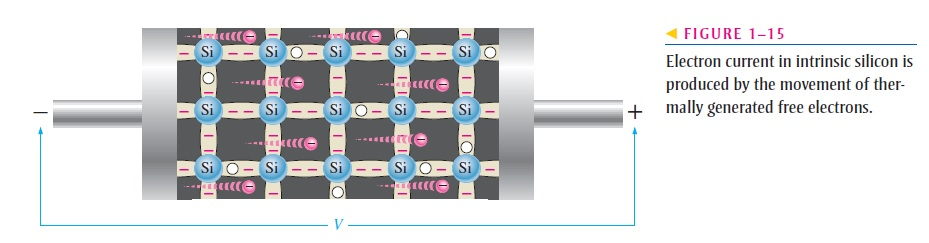 Si Si Si Si Si
Si Si Si Si Si
− +
Si Si Si Si Si
V
◄ FIGURE 1–15
Electron current in intrinsic silicon is
produced by the movement of ther-
mally generated free electrons.